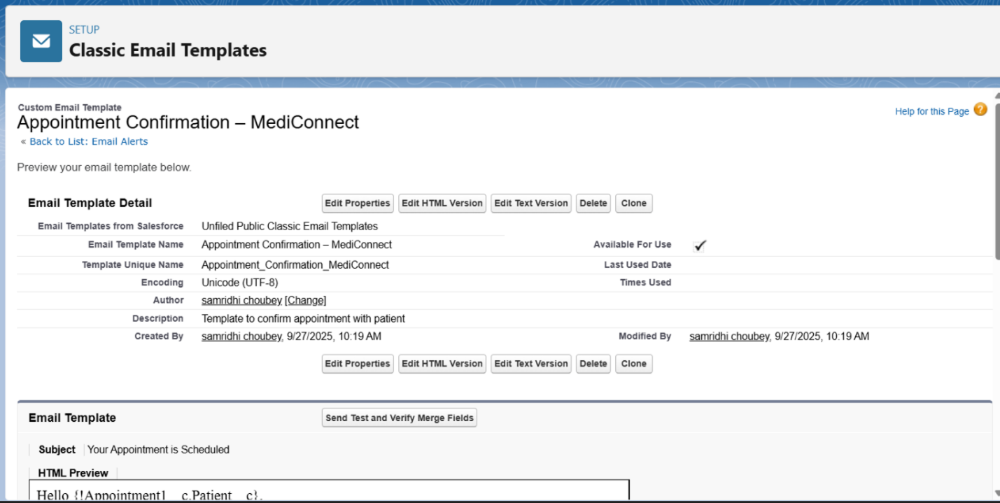 SETUP
Classic Email Templates
Custom Email Template
Appointment Confirmation – MediConnect
Help for this Page ?
« Back to List: Email Alerts
Preview your email template below.
Email Template Detail Edit Properties Edit HTML Version Edit Text Version Delete Clone
Email Templates from Salesforce Unfiled Public Classic Email Templates
Email Template Name Appointment Confirmation – MediConnect Available For Use ✓
Template Unique Name Appointment_Confirmation_MediConnect Last Used Date
Encoding Unicode (UTF-8) Times Used
Author samridhi choubey [Change]
Description Template to confirm appointment with patient
Created By samridhi choubey, 9/27/2025, 10:19 AM Modified By samridhi choubey, 9/27/2025, 10:19 AM
Edit Properties Edit HTML Version Edit Text Version Delete Clone
Email Template Send Test and Verify Merge Fields
Subject Your Appointment is Scheduled
HTML Preview
Hello {!Appointment1__c.Patient__c},